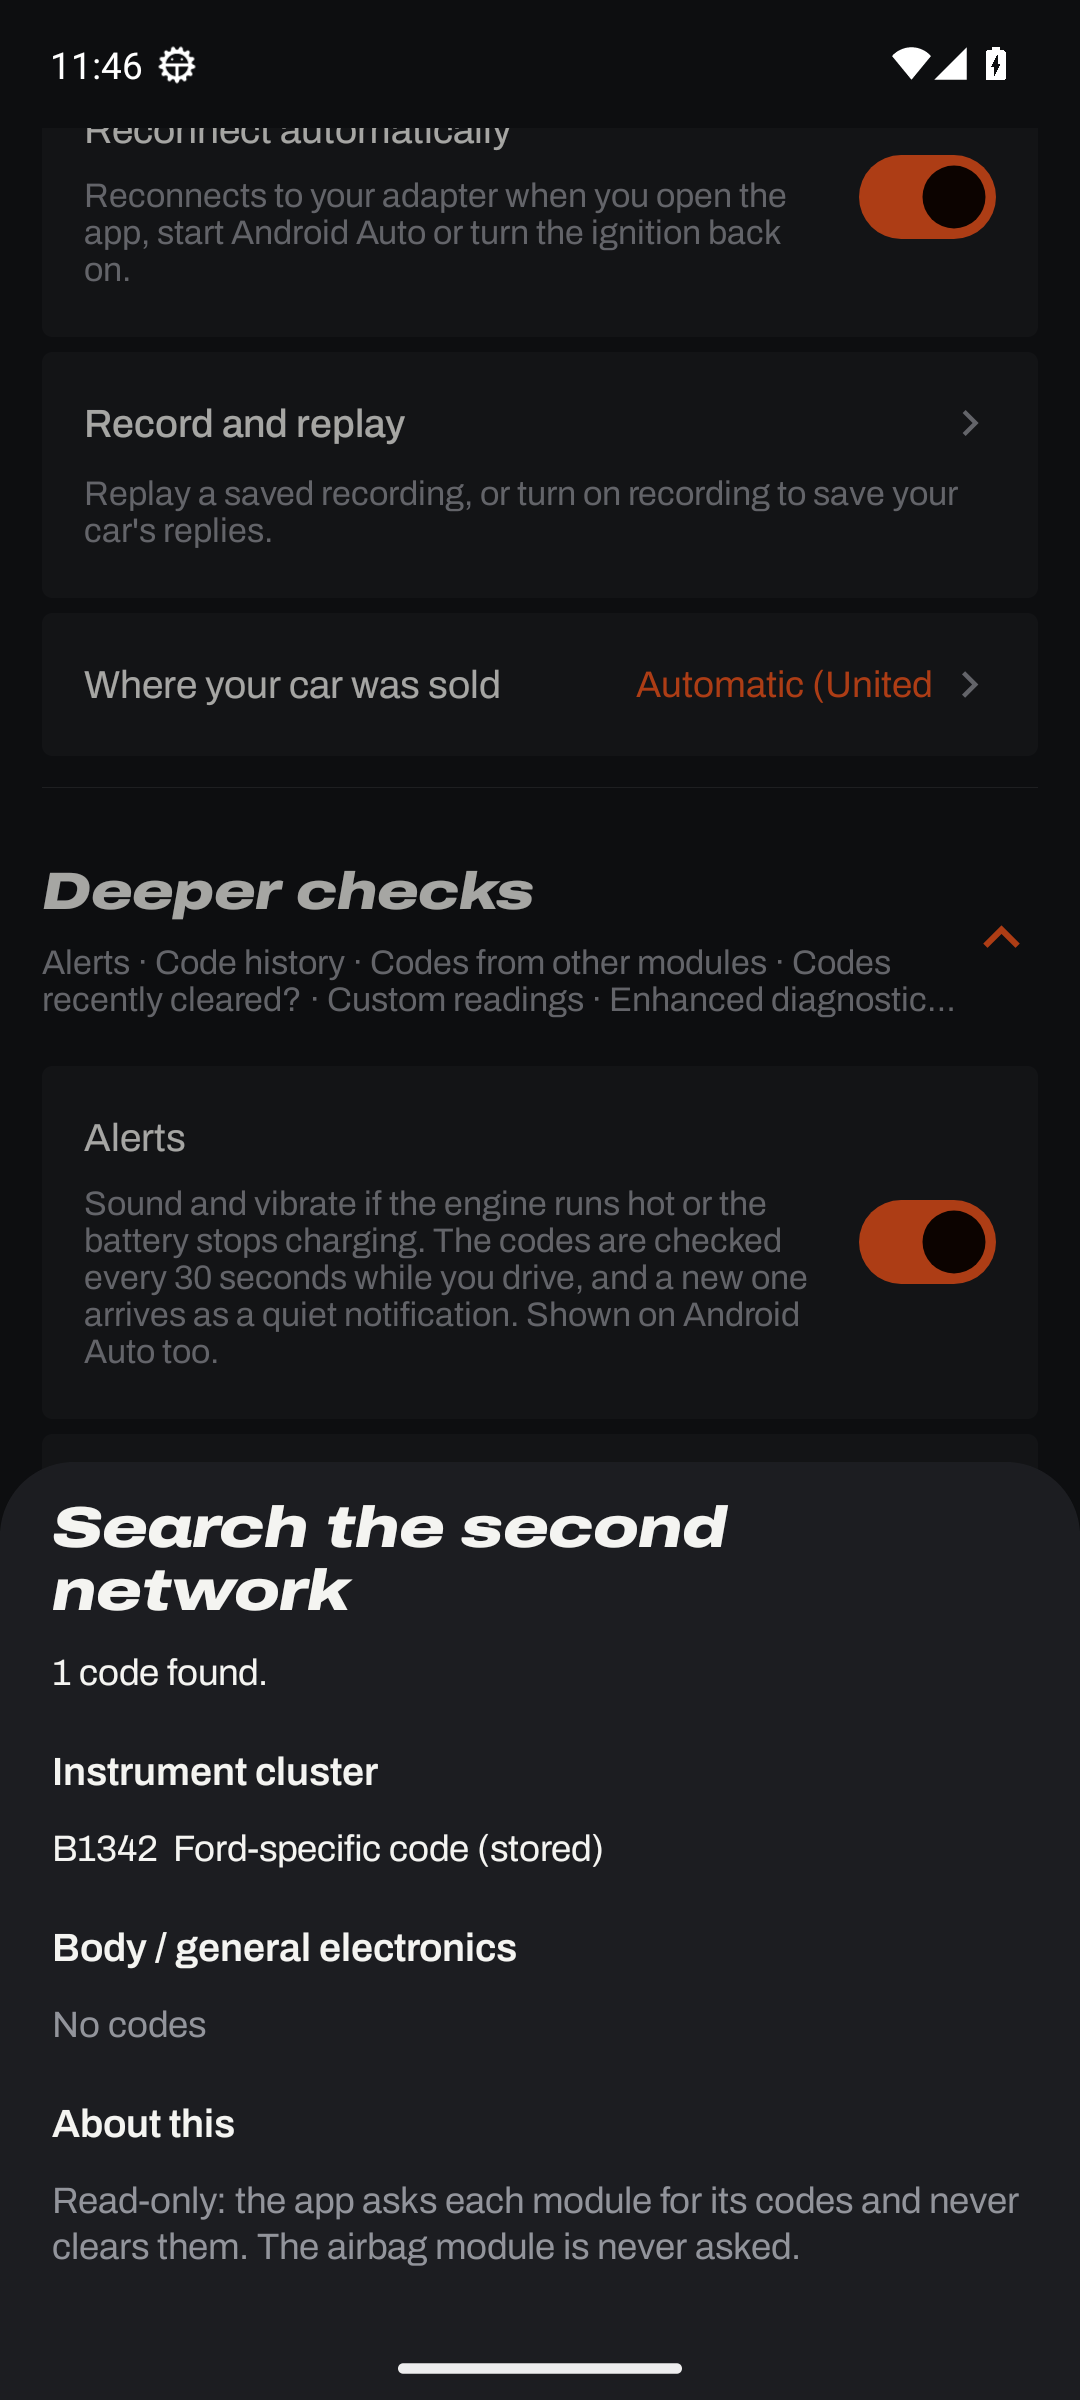 11:46
Reconnect automatically
Reconnects to your adapter when you open the
app, start Android Auto or turn the ignition back
on.
Record and replay
Replay a saved recording, or turn on recording to save your
car's replies.
Where your car was sold
Automatic (United
Deeper checks
Alerts · Code history · Codes from other modules · Codes
recently cleared? · Custom readings · Enhanced diagnostic...
Alerts
Sound and vibrate if the engine runs hot or the
battery stops charging. The codes are checked
every 30 seconds while you drive, and a new one
arrives as a quiet notification. Shown on Android
Auto too.
Search the second
network
1 code found.
Instrument cluster
B1342  Ford-specific code (stored)
Body / general electronics
No codes
About this
Read-only: the app asks each module for its codes and never
clears them. The airbag module is never asked.